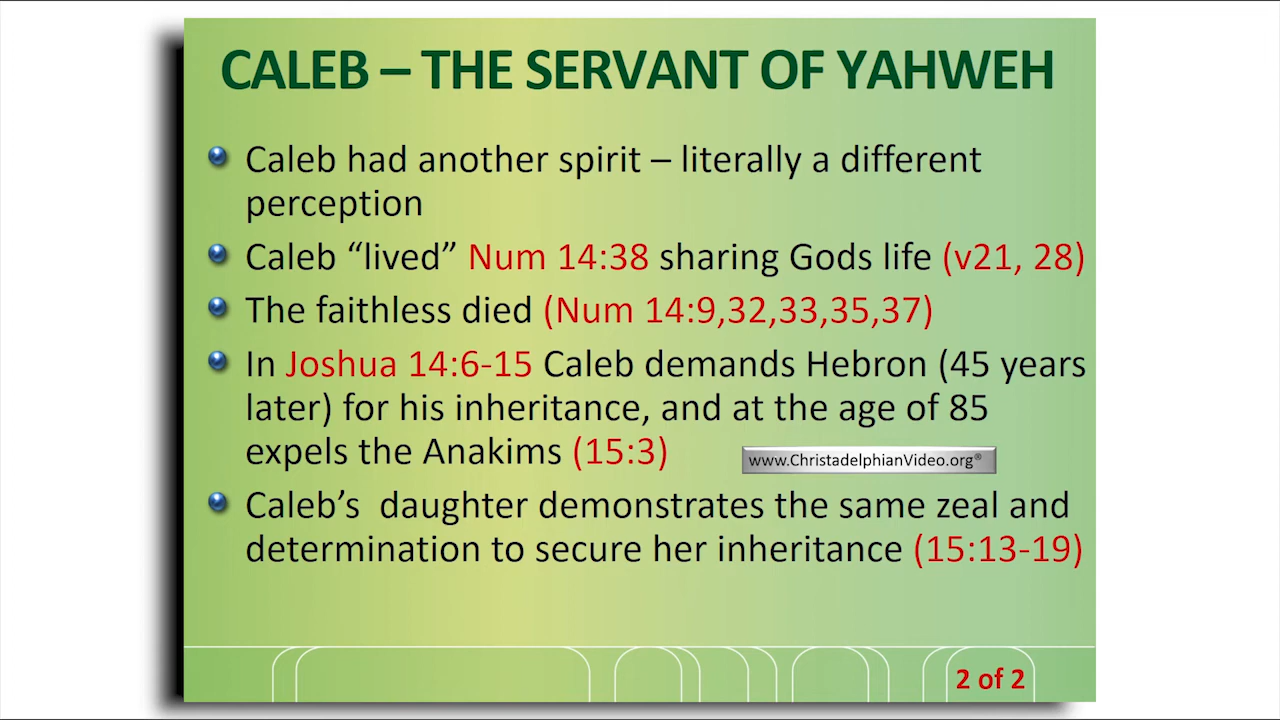 CALEB – THE SERVANT OF YAHWEH
Caleb had another spirit – literally a different
perception
Caleb “lived” Num 14:38 sharing Gods life (v21, 28)
The faithless died (Num 14:9,32,33,35,37)
In Joshua 14:6-15 Caleb demands Hebron (45 years
later) for his inheritance, and at the age of 85
expels the Anakims (15:3)
www.ChristadelphianVideo.org®
Caleb’s  daughter demonstrates the same zeal and
determination to secure her inheritance (15:13-19)
2 of 2